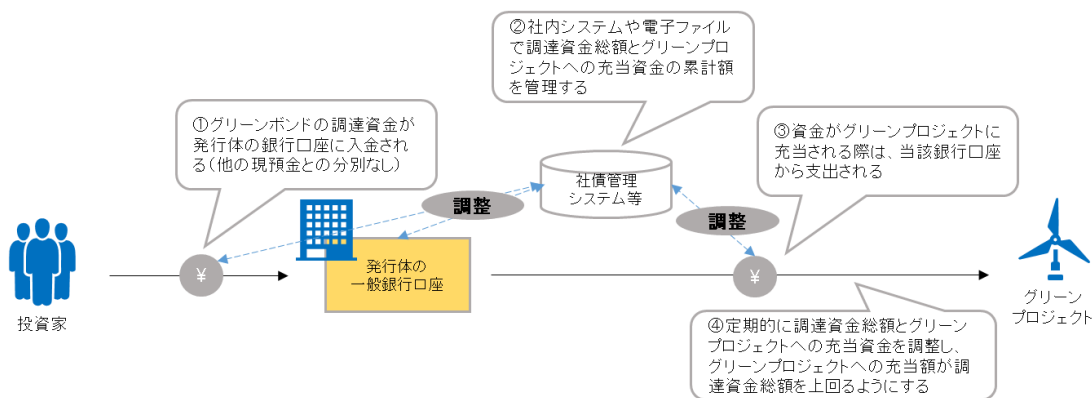 ②社内システムや電子ファイル
で調達資金総額とグリーンプロ
ジェクトへの充当資金の累計額
を管理する
①グリーンボンドの調達資金が
発行体の銀行口座に入金され
る(他の現預金との分別なし)
③資金がグリーンプロジェクトに
充当される際は、当該銀行口座
から支出される
社債管理
システム等
調整
調整
¥
発行体の
一般銀行口座
¥
投資家
グリーン
プロジェクト
④定期的に調達資金総額とグリーン
プロジェクトへの充当資金を調整し、
グリーンプロジェクトへの充当額が調
達資金総額を上回るようにする